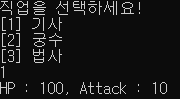 직업을 선택하세요!
[1] 기사
[2] 궁수
[3] 법사
1
HP : 100, Attack : 10